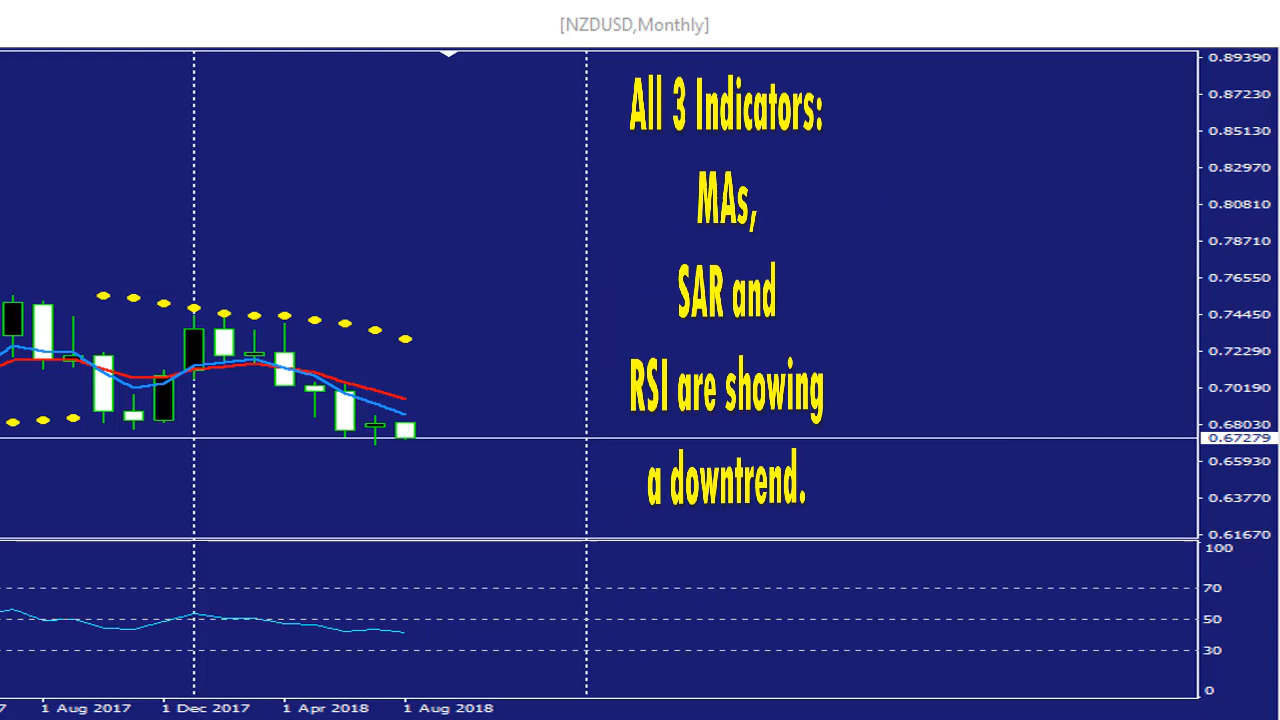 [NZDUSD,Monthly]
All 3 Indicators:
MAs,
SAR and
RSI are showing
a downtrend.
0.89390
0.87230
0.85130
0.82970
0.80810
0.78710
0.76550
0.74450
0.72290
0.70190
0.68030
0.67279
0.65930
0.63770
0.61670
100
70
50
30
0
7
1 Aug 2017
1 Dec 2017
1 Apr 2018
1 Aug 2018